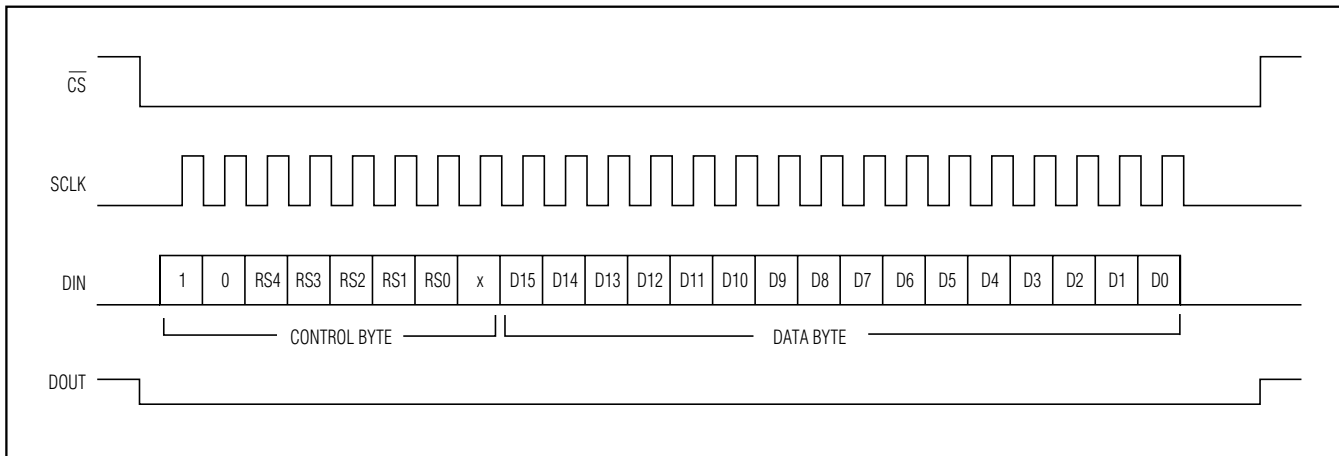 C̅S̅
SCLK
DIN
1 0 RS4 RS3 RS2 RS1 RS0 x D15 D14 D13 D12 D11 D10 D9 D8 D7 D6 D5 D4 D3 D2 D1 D0
CONTROL BYTE DATA BYTE
DOUT